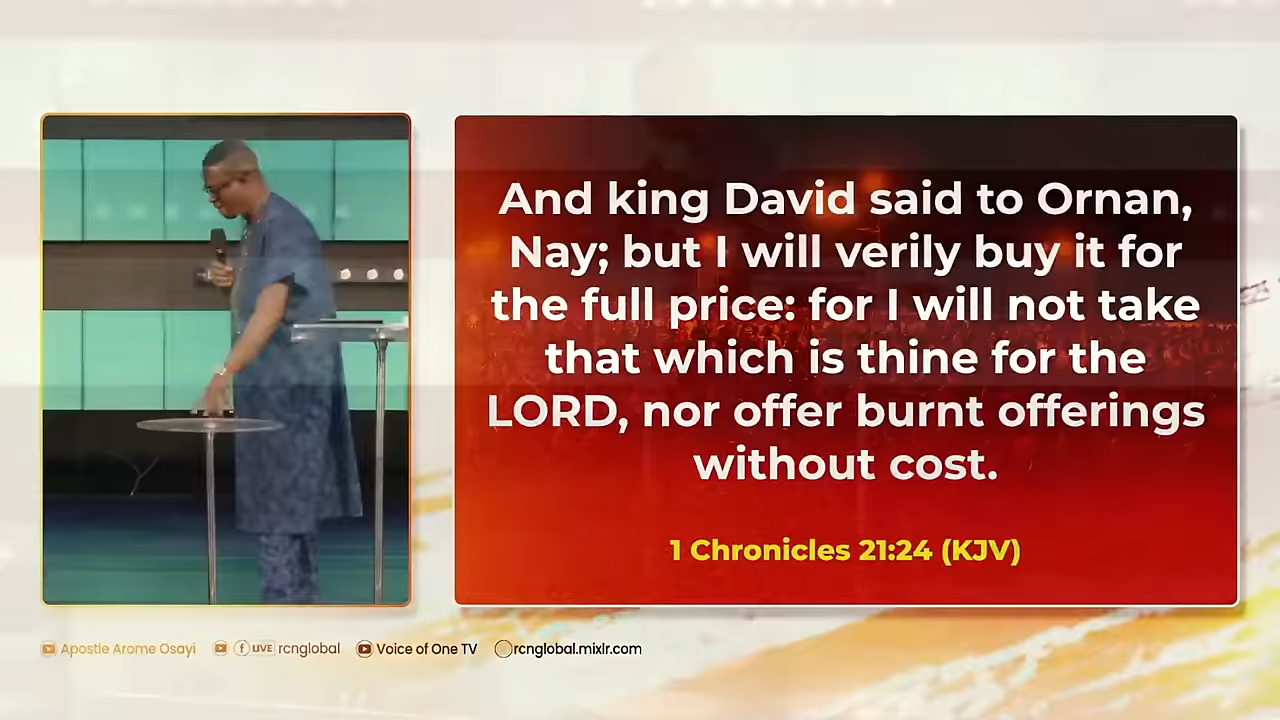 And king David said to Ornan,
Nay; but I will verily buy it for
the full price: for I will not take
that which is thine for the
LORD, nor offer burnt offerings
without cost.
1 Chronicles 21:24 (KJV)
Apostle Arome Osayi f LIVE rcnglobal Voice of One TV rcnglobal.mixlr.com